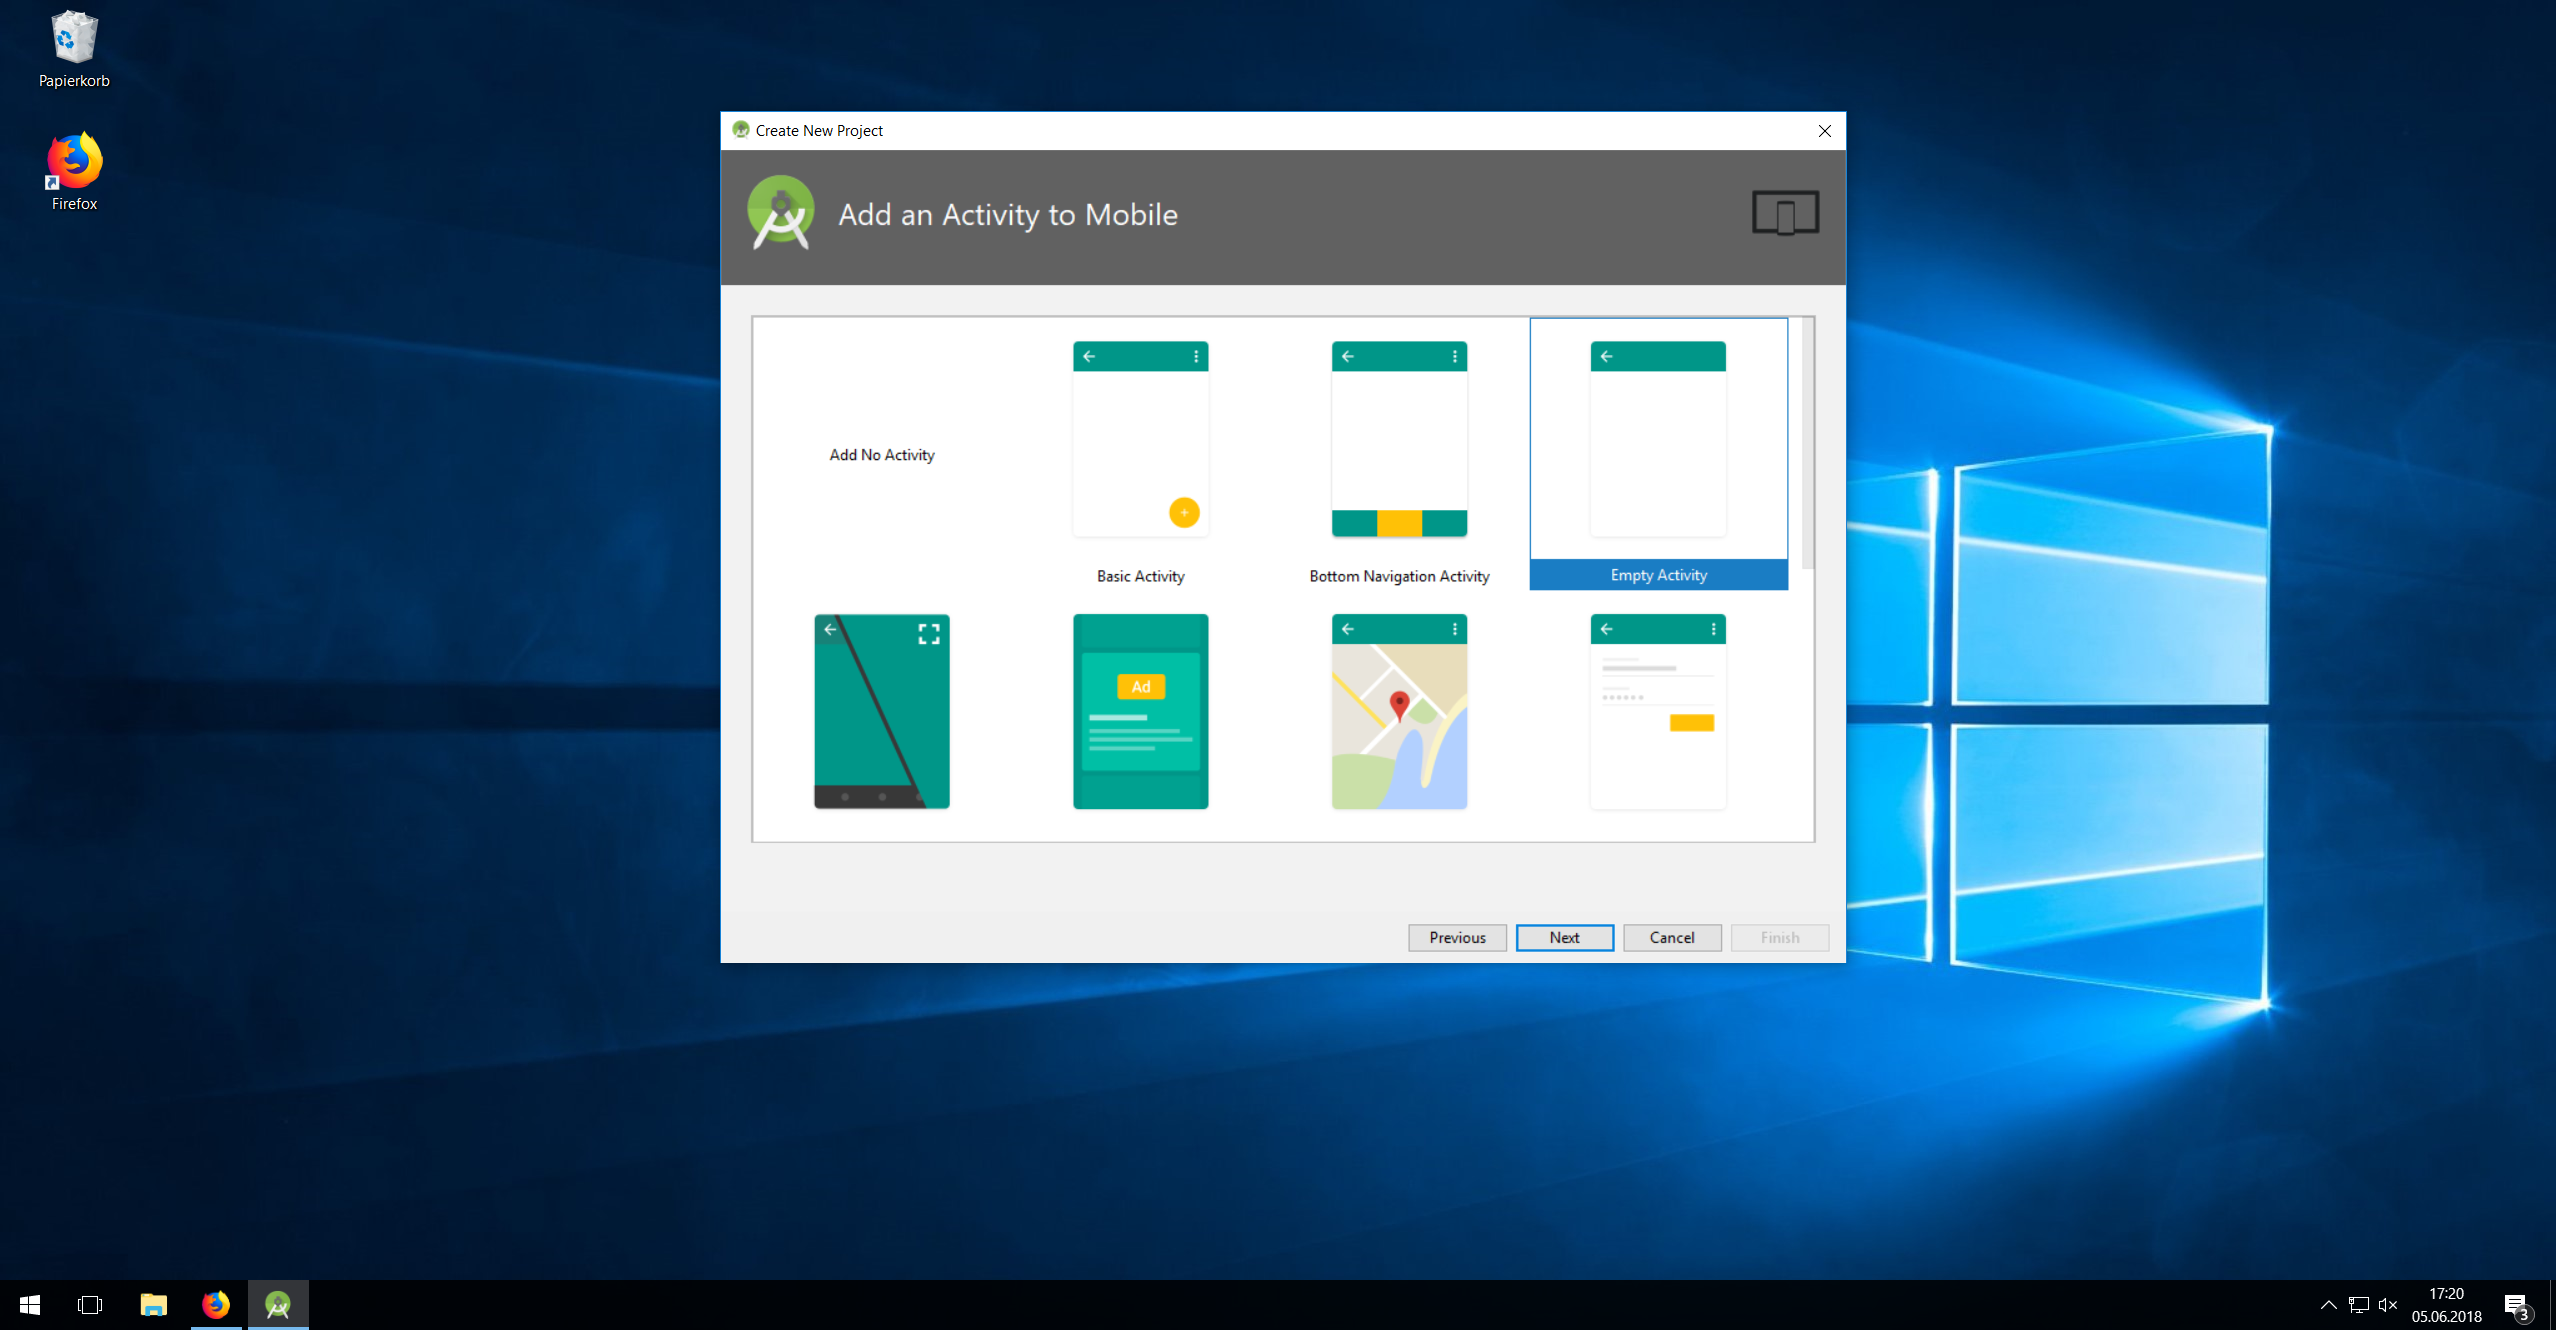 Papierkorb
Firefox
Create New Project
Add an Activity to Mobile
Add No Activity
Basic Activity
Bottom Navigation Activity
Empty Activity
Ad
Previous
Next
Cancel
Finish
17:20
05.06.2018
3